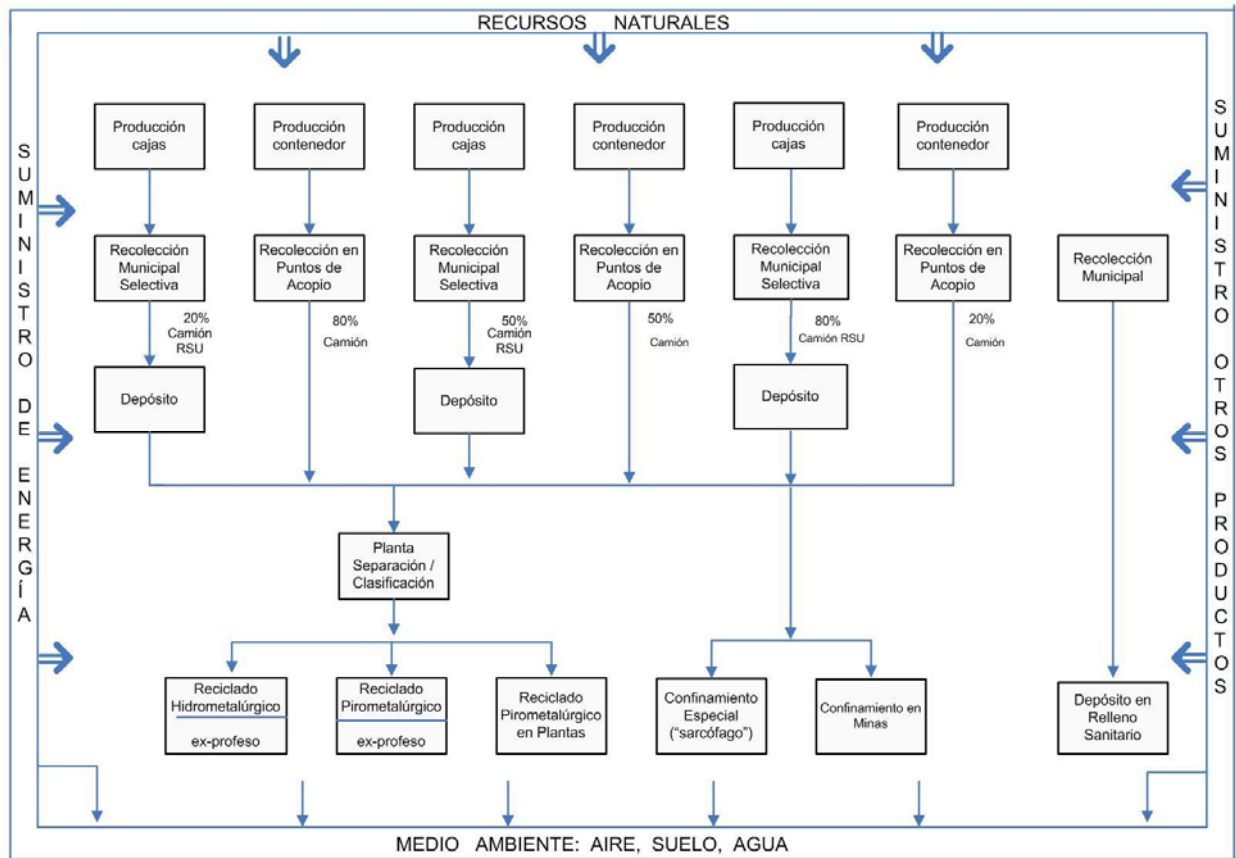 RECURSOS NATURALES
SUMINISTRO DE ENERGÍA
SUMINISTRO OTROS PRODUCTOS
Producción
cajas
Producción
contenedor
Producción
cajas
Producción
contenedor
Producción
cajas
Producción
contenedor
Recolección
Municipal
Selectiva
Recolección en
Puntos de
Acopio
Recolección
Municipal
Selectiva
Recolección en
Puntos de
Acopio
Recolección
Municipal
Selectiva
Recolección en
Puntos de
Acopio
Recolección
Municipal
20%
Camión
RSU
80%
Camión
50%
Camión
RSU
50%
Camión
80%
Camión RSU
20%
Camión
Depósito
Depósito
Depósito
Planta
Separación /
Clasificación
Reciclado
Hidrometalúrgico
ex-profeso
Reciclado
Pirometalúrgico
ex-profeso
Reciclado
Pirometalúrgico
en Plantas
Confinamiento
Especial
("sarcófago")
Confinamiento en
Minas
Depósito en
Relleno
Sanitario
MEDIO AMBIENTE: AIRE, SUELO, AGUA